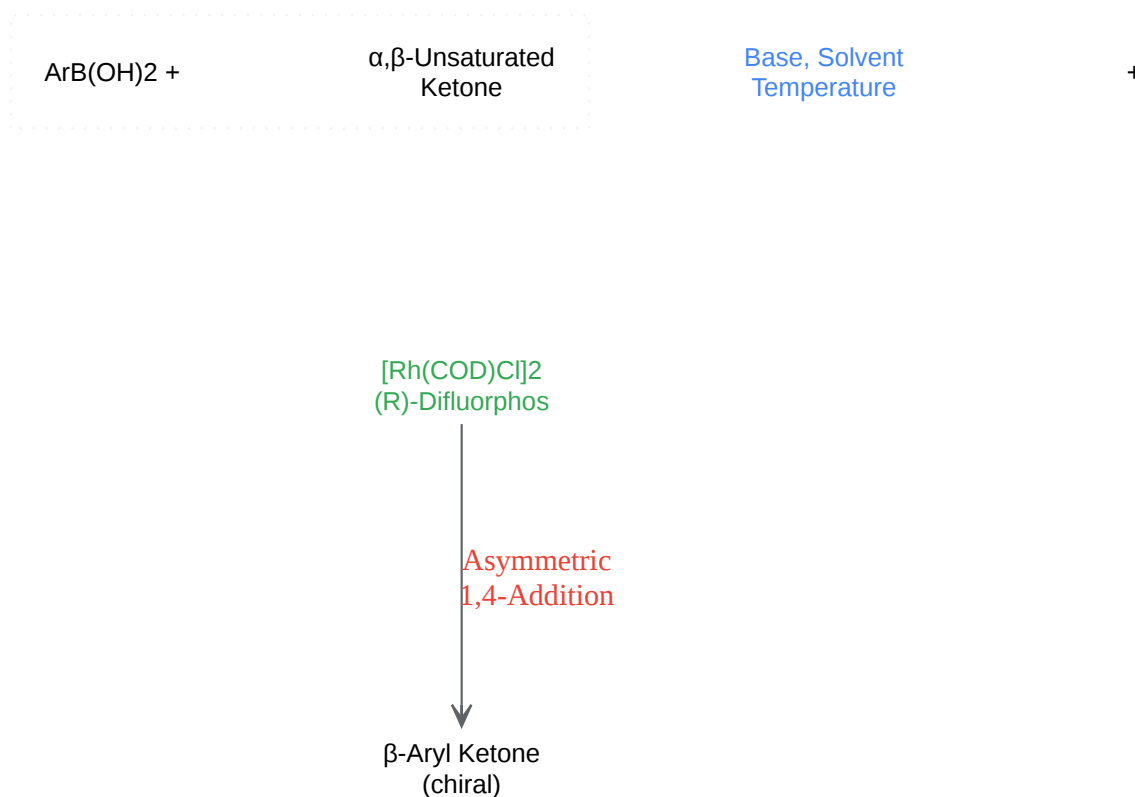 ArB(OH)2 +
α,β-Unsaturated
Ketone
Base, Solvent
Temperature
+
[Rh(COD)Cl]2
(R)-Difluorphos
Asymmetric
1,4-Addition
β-Aryl Ketone
(chiral)